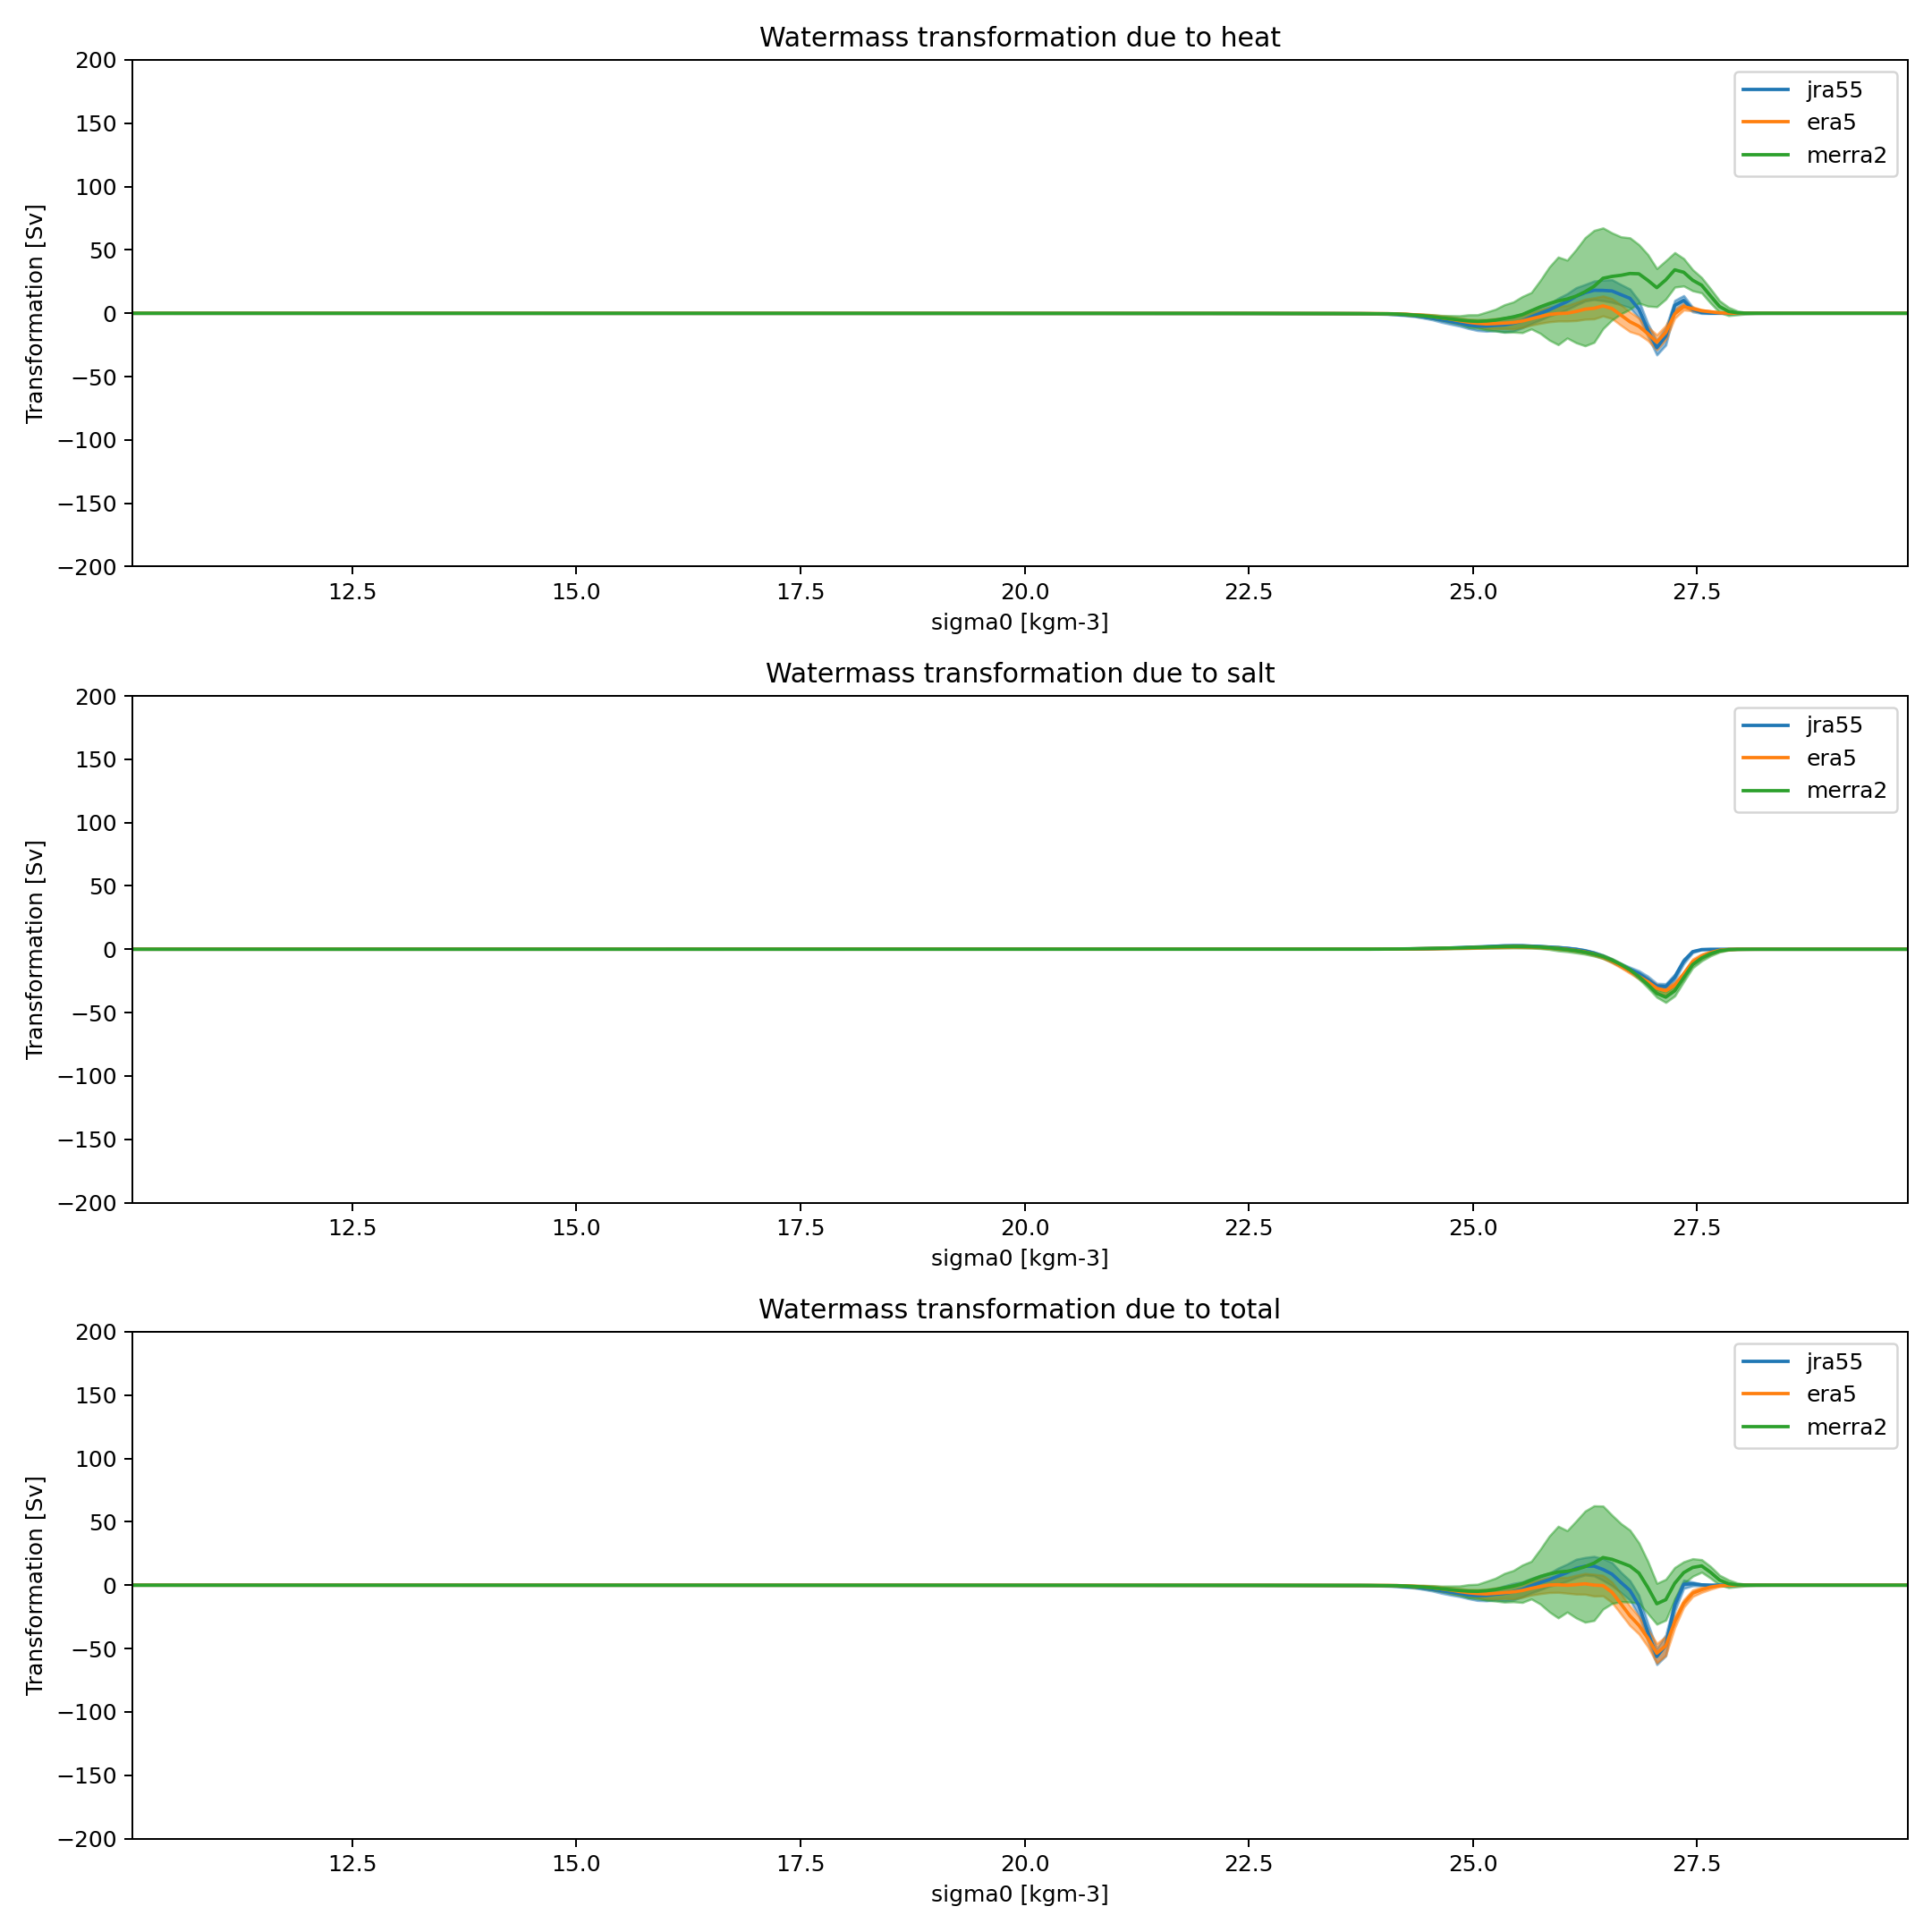 Watermass transformation due to heat
200
150
100
50
0
−50
−100
−150
−200
Transformation [Sv]
jra55
era5
merra2
12.5 15.0 17.5 20.0 22.5 25.0 27.5
sigma0 [kgm-3]
Watermass transformation due to salt
200
150
100
50
0
−50
−100
−150
−200
Transformation [Sv]
jra55
era5
merra2
12.5 15.0 17.5 20.0 22.5 25.0 27.5
sigma0 [kgm-3]
Watermass transformation due to total
200
150
100
50
0
−50
−100
−150
−200
Transformation [Sv]
jra55
era5
merra2
12.5 15.0 17.5 20.0 22.5 25.0 27.5
sigma0 [kgm-3]